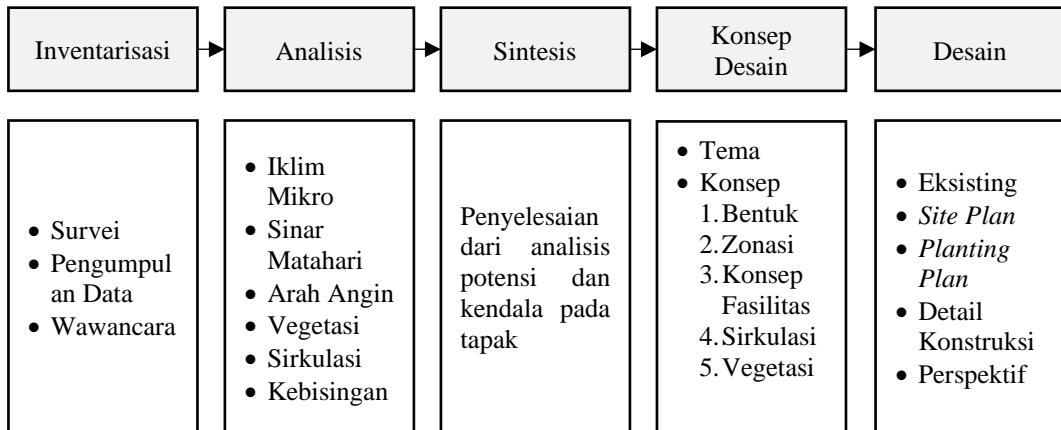 Inventarisasi
Analisis
Sintesis
Konsep
Desain
Desain
• Survei
• Pengumpul
an Data
• Wawancara
• Iklim
Mikro
• Sinar
Matahari
• Arah Angin
• Vegetasi
• Sirkulasi
• Kebisingan
Penyelesaian
dari analisis
potensi dan
kendala pada
tapak
• Tema
• Konsep
1. Bentuk
2. Zonasi
3. Konsep
Fasilitas
4. Sirkulasi
5. Vegetasi
• Eksisting
• Site Plan
• Planting
Plan
• Detail
Konstruksi
• Perspektif